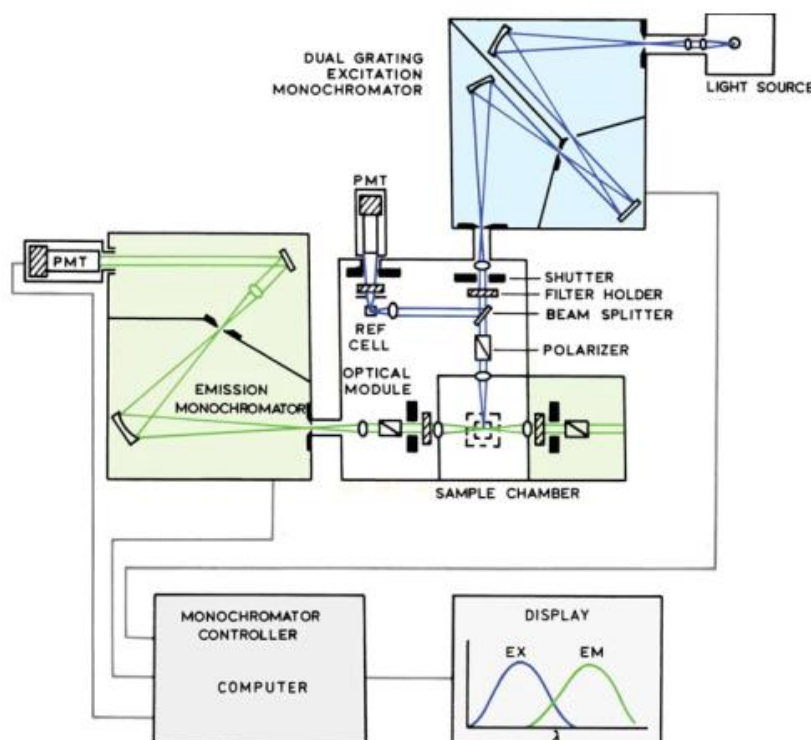 DUAL GRATING
EXCITATION
MONOCHROMATOR
LIGHT SOURCE
PMT
PMT
SHUTTER
FILTER HOLDER
BEAM SPLITTER
REF
CELL
POLARIZER
OPTICAL
MODULE
EMISSION
MONOCHROMATOR
SAMPLE CHAMBER
MONOCHROMATOR
CONTROLLER
COMPUTER
DISPLAY
EX
EM
λ